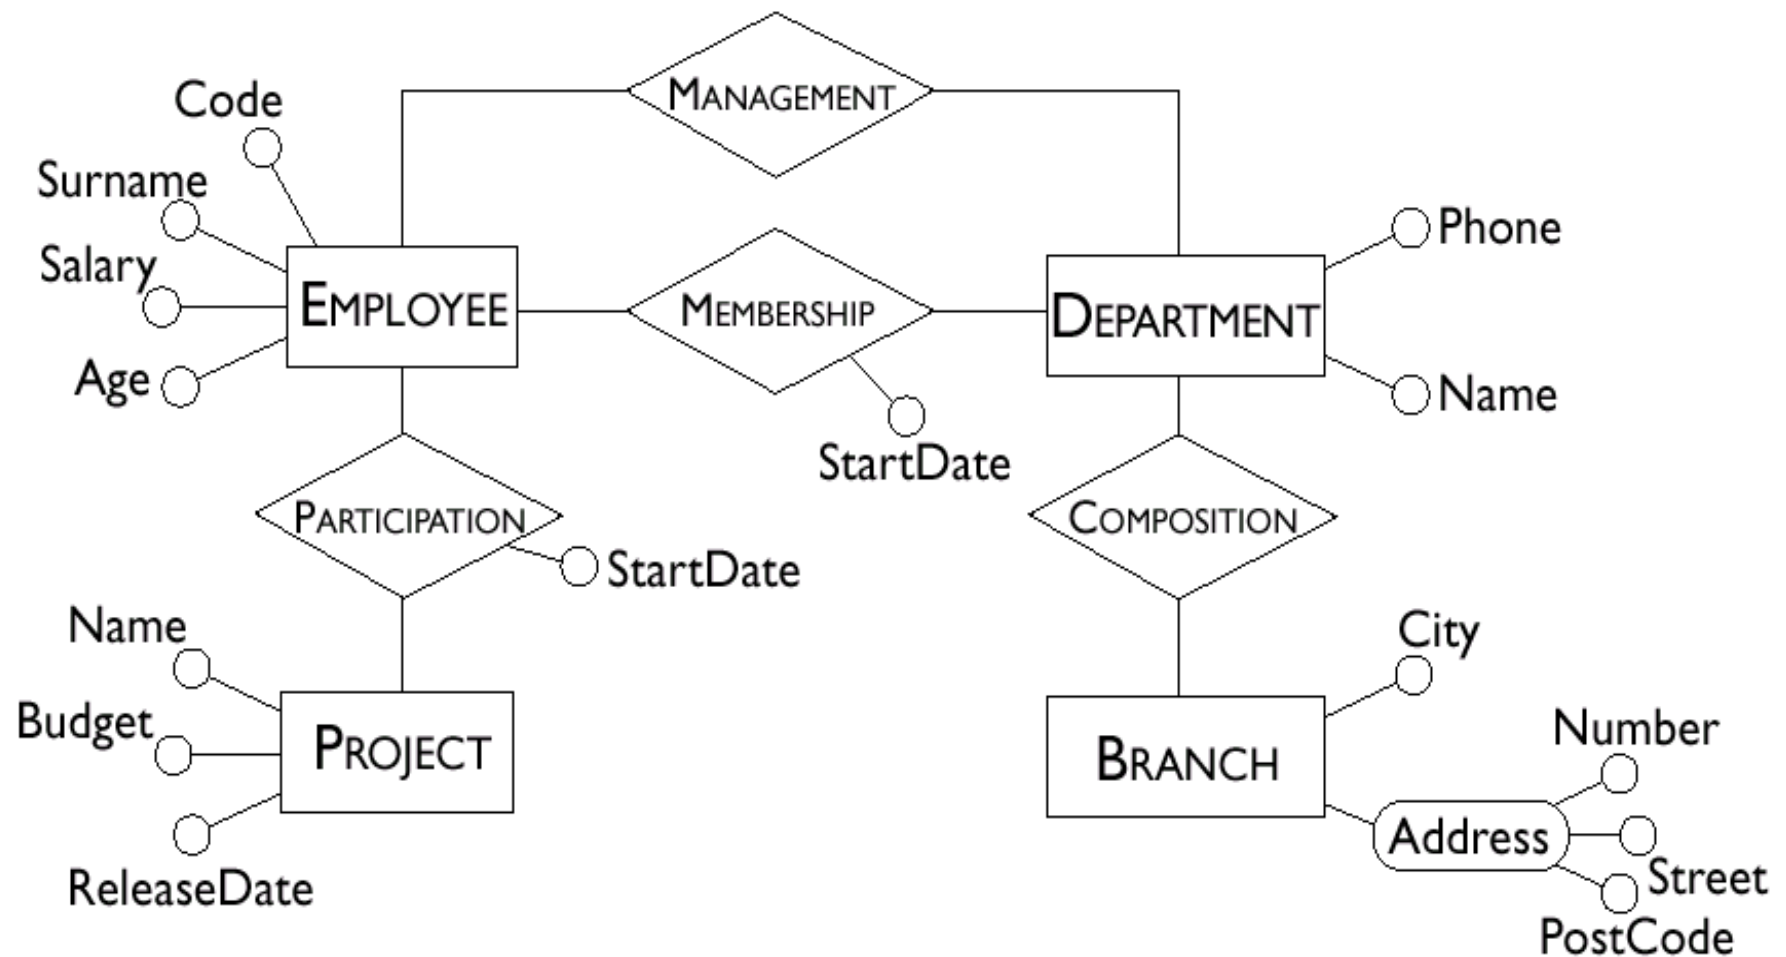 MANAGEMENT
Code
Surname
Salary
Age
EMPLOYEE
MEMBERSHIP
StartDate
DEPARTMENT
Phone
Name
PARTICIPATION
StartDate
COMPOSITION
Name
Budget
ReleaseDate
PROJECT
BRANCH
City
Address
Number
Street
PostCode